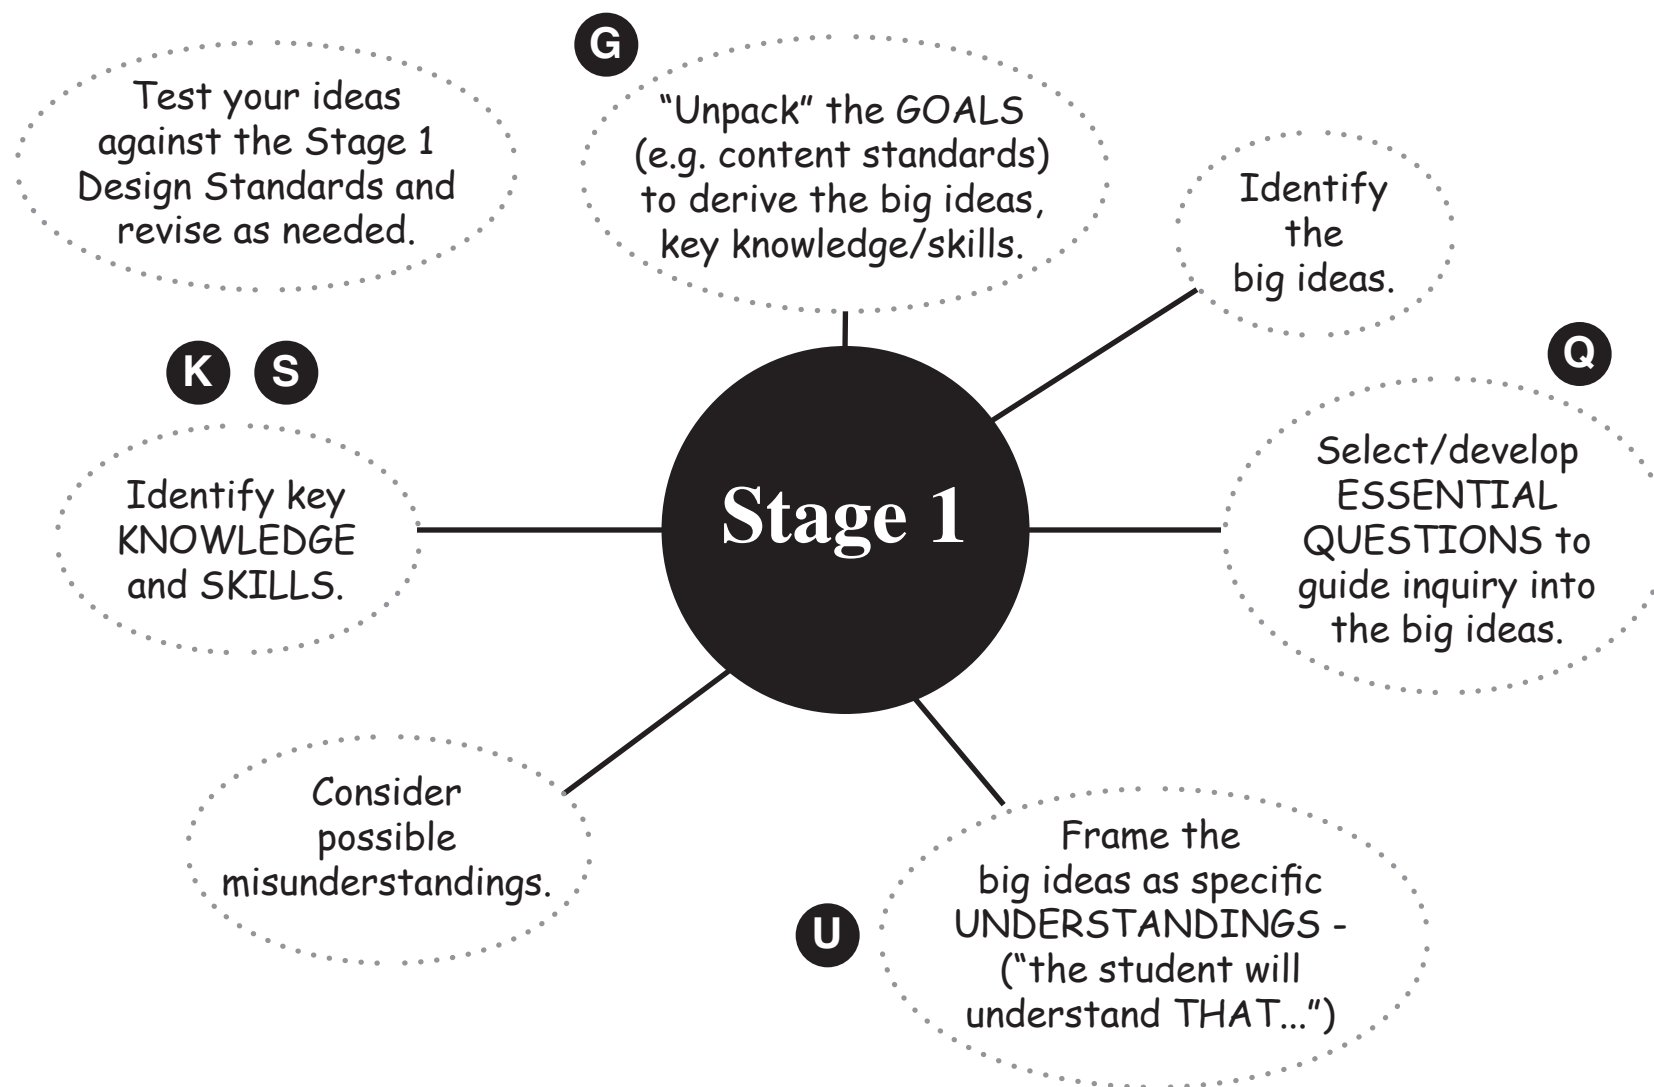 G
Test your ideas
against the Stage 1
Design Standards and
revise as needed.
“Unpack” the GOALS
(e.g. content standards)
to derive the big ideas,
key knowledge/skills.
Identify
the
big ideas.
K S
Q
Identify key
KNOWLEDGE
and SKILLS.
Stage 1
Select/develop
ESSENTIAL
QUESTIONS to
guide inquiry into
the big ideas.
Consider
possible
misunderstandings.
U
Frame the
big ideas as specific
UNDERSTANDINGS -
(“the student will
understand THAT...”)